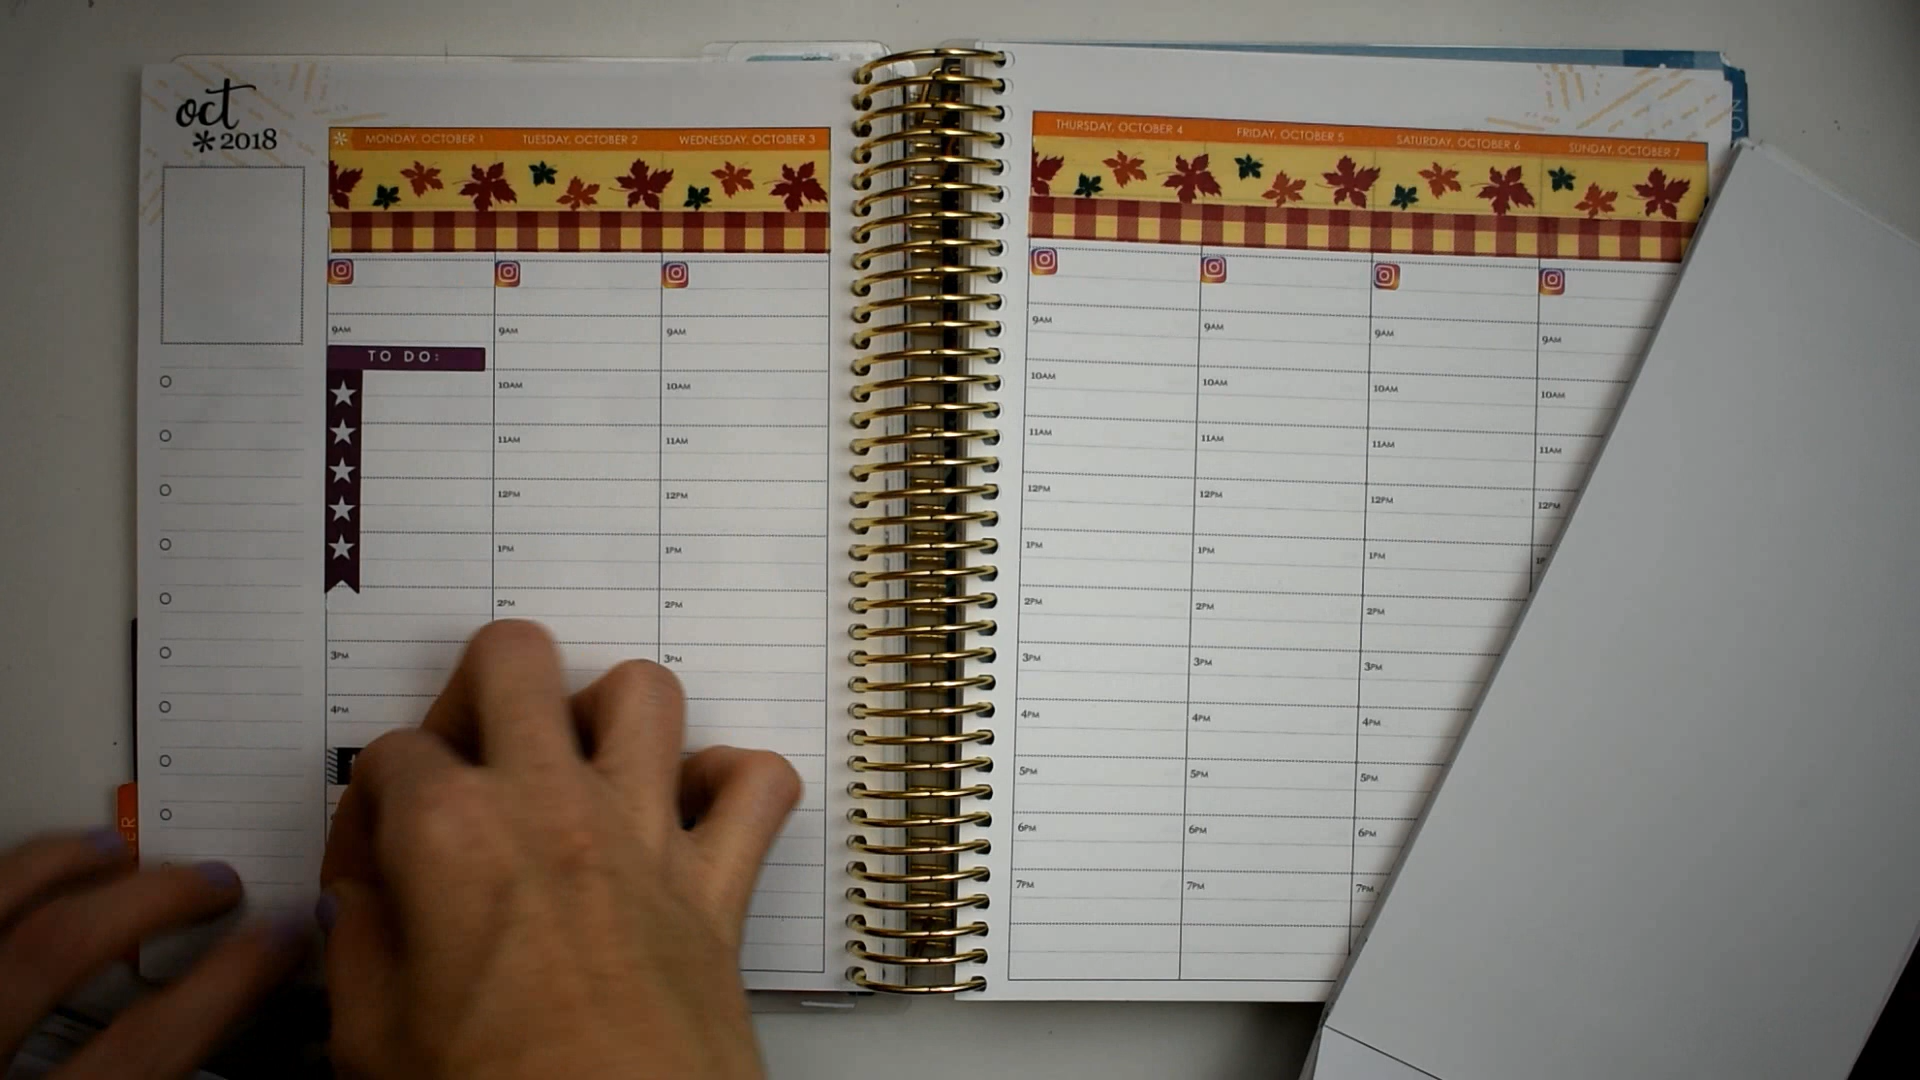 oct
*2018
MONDAY, OCTOBER 1 TUESDAY, OCTOBER 2 WEDNESDAY, OCTOBER 3
THURSDAY, OCTOBER 4 FRIDAY, OCTOBER 5 SATURDAY, OCTOBER 6 SUNDAY, OCTOBER 7
9AM 9AM 9AM 9AM 9AM 9AM 9AM
TO DO:
10AM 10AM 10AM 10AM 10AM 10AM
11AM 11AM 11AM 11AM 11AM 11AM
12PM 12PM 12PM 12PM 12PM 12PM
1PM 1PM 1PM 1PM 1PM
2PM 2PM 2PM 2PM 2PM
3PM 3PM 3PM 3PM 3PM
4PM 4PM 4PM 4PM
5PM 5PM 5PM
6PM 6PM 6PM
7PM 7PM 7PM